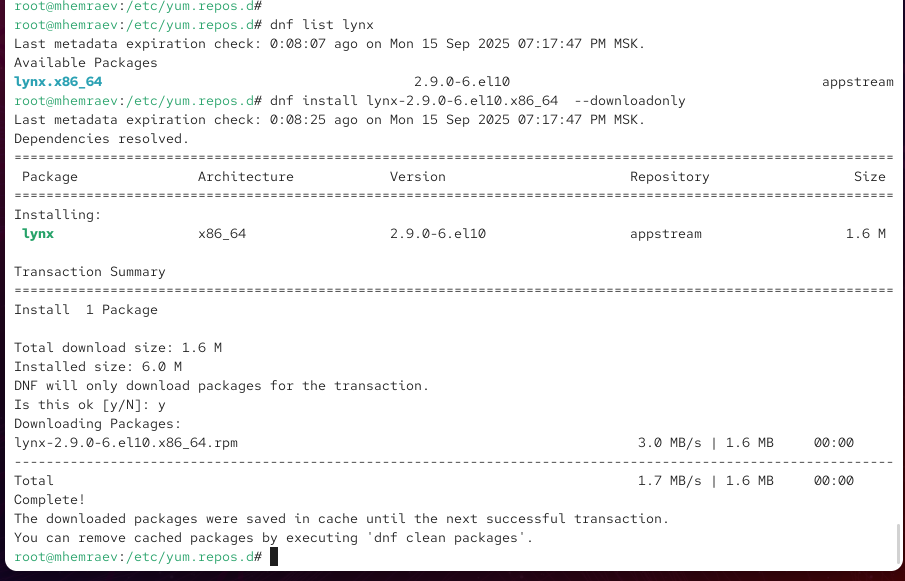 root@mhemraev:/etc/yum.repos.d#
root@mhemraev:/etc/yum.repos.d# dnf list lynx
Last metadata expiration check: 0:08:07 ago on Mon 15 Sep 2025 07:17:47 PM MSK.
Available Packages
lynx.x86_64 2.9.0-6.el10 appstream
root@mhemraev:/etc/yum.repos.d# dnf install lynx-2.9.0-6.el10.x86_64  --downloadonly
Last metadata expiration check: 0:08:25 ago on Mon 15 Sep 2025 07:17:47 PM MSK.
Dependencies resolved.
==============================================================================================================
Package Architecture Version Repository Size
==============================================================================================================
Installing:
lynx x86_64 2.9.0-6.el10 appstream 1.6 M
Transaction Summary
==============================================================================================================
Install  1 Package
Total download size: 1.6 M
Installed size: 6.0 M
DNF will only download packages for the transaction.
Is this ok [y/N]: y
Downloading Packages:
lynx-2.9.0-6.el10.x86_64.rpm 3.0 MB/s | 1.6 MB 00:00
--------------------------------------------------------------------------------------------------------------
Total 1.7 MB/s | 1.6 MB 00:00
Complete!
The downloaded packages were saved in cache until the next successful transaction.
You can remove cached packages by executing 'dnf clean packages'.
root@mhemraev:/etc/yum.repos.d#